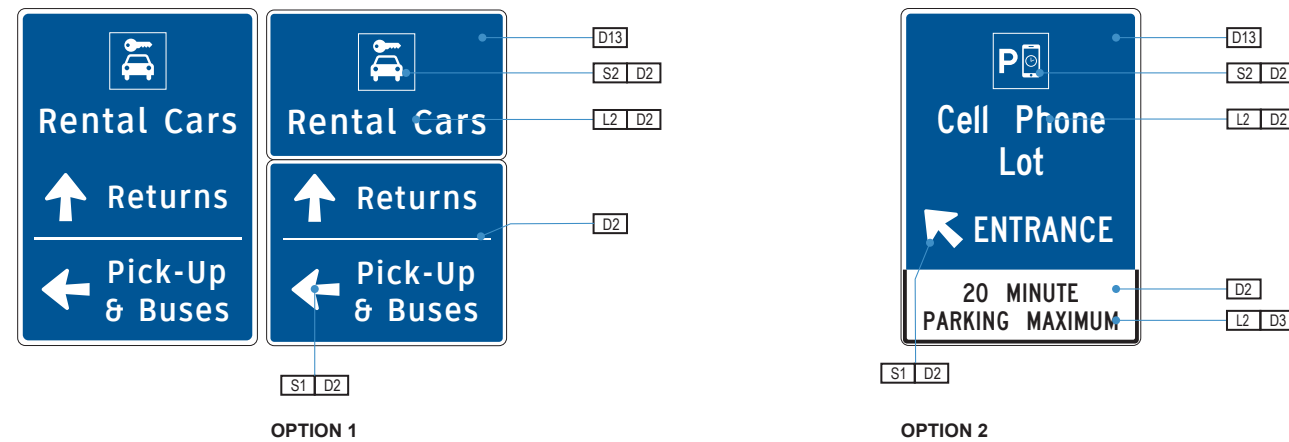 Rental Cars
Returns
Pick-Up
& Buses
Rental Cars
Returns
Pick-Up
& Buses
D13
S2 D2
L2 D2
D2
S1 D2
OPTION 1
P
Cell Phone
Lot
ENTRANCE
20 MINUTE
PARKING MAXIMUM
D13
S2 D2
L2 D2
D2
L2 D3
S1 D2
OPTION 2